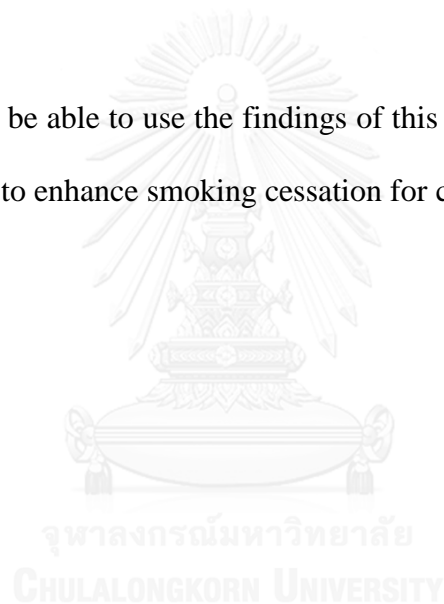 be able to use the findings of this
to enhance smoking cessation for
จุฬาลงกรณ์มหาวิทยาลัย
CHULALONGKORN UNIVERSITY